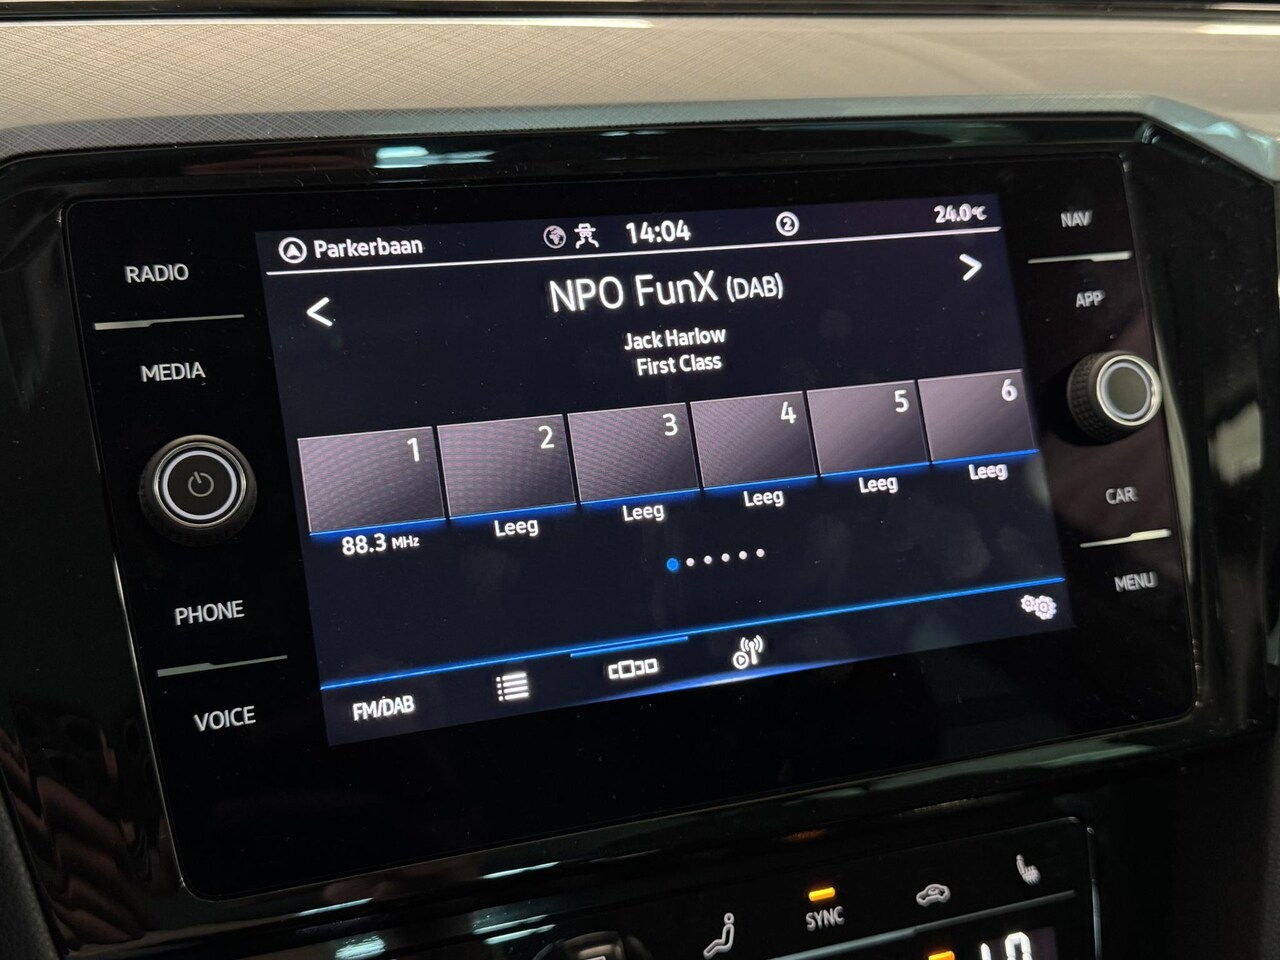 Parkerbaan
14:04
2
24.0°C
NPO FunX (DAB)
Jack Harlow
First Class
1
2
3
4
5
6
88.3 MHz
Leeg
Leeg
Leeg
Leeg
Leeg
FM/DAB
RADIO
MEDIA
PHONE
VOICE
NAV
APP
CAR
MENU
SYNC